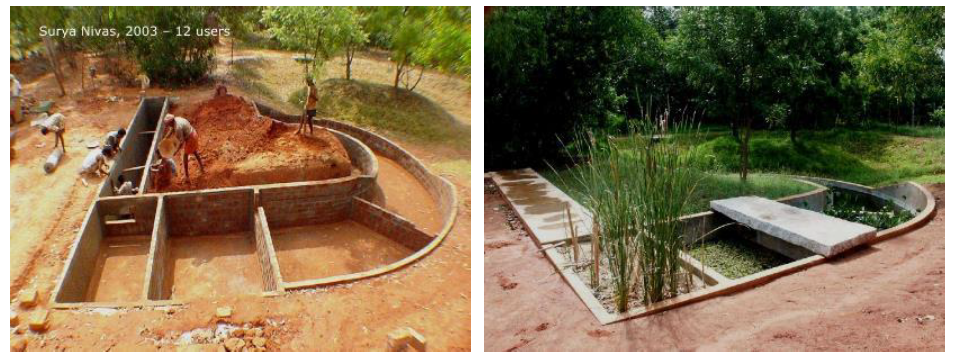 Surya Nivas, 2003 – 12 users